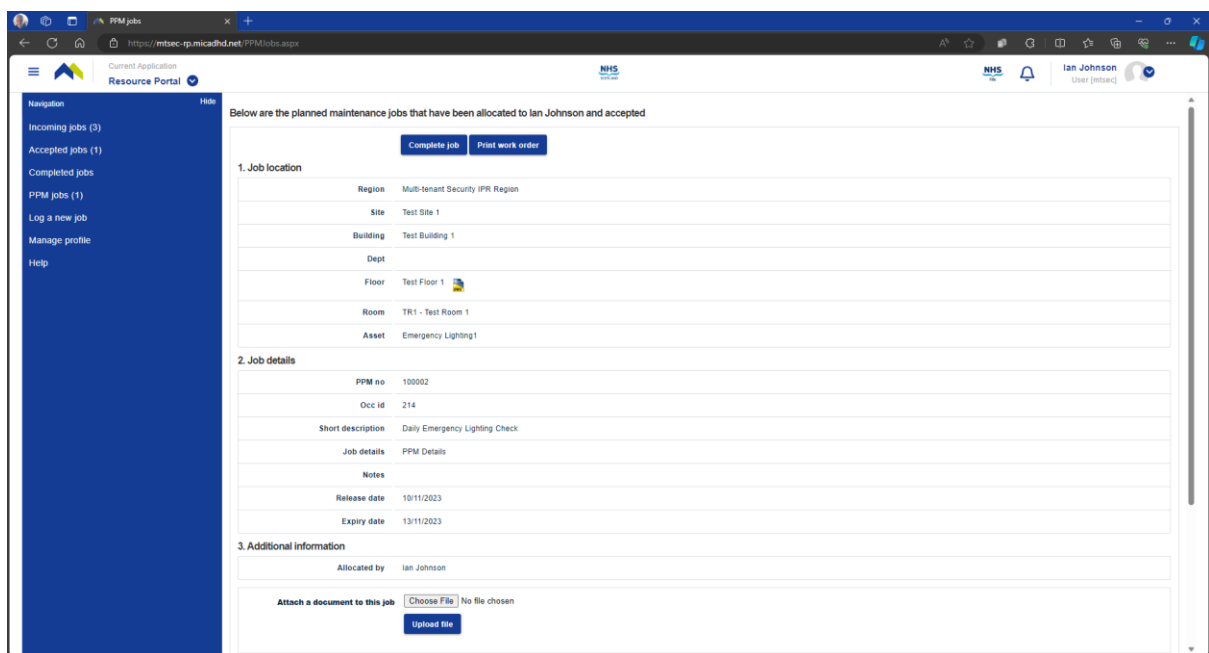 PPM jobs
https://mtsec-rp.micadhd.net/PPMJobs.aspx
Current Application
Resource Portal
NHS
SCOTLAND
NHS
Ian Johnson
User [mtsec]
Navigation Hide
Incoming jobs (3)
Accepted jobs (1)
Completed jobs
PPM jobs (1)
Log a new job
Manage profile
Help
Below are the planned maintenance jobs that have been allocated to Ian Johnson and accepted
Complete job Print work order
1. Job location
Region Multi-tenant Security IPR Region
Site Test Site 1
Building Test Building 1
Dept
Floor Test Floor 1
Room TR1 - Test Room 1
Asset Emergency Lighting1
2. Job details
PPM no 100002
Occ id 214
Short description Daily Emergency Lighting Check
Job details PPM Details
Notes
Release date 10/11/2023
Expiry date 13/11/2023
3. Additional information
Allocated by Ian Johnson
Attach a document to this job Choose File No file chosen
Upload file